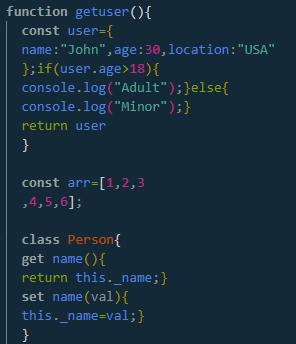 function getuser(){
const user={
name:"John",age:30,location:"USA"
};if(user.age>18){
console.log("Adult");}else{
console.log("Minor");}
return user
}
const arr=[1,2,3
,4,5,6];
class Person{
get name(){
return this._name;}
set name(val){
this._name=val;}
}